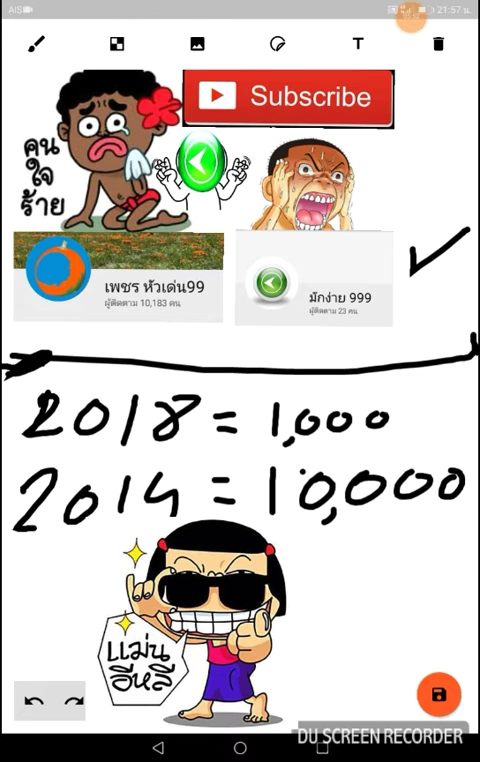 AIS
21:57 น.
T
Subscribe
คน
ใจ
ร้าย
เพชร หัวเด่น99
ผู้ติดตาม 10,183 คน
มักง่าย 999
ผู้ติดตาม 23 คน
2018 = 1,000
2014 = 10,000
แม่น
อีหลี
DU SCREEN RECORDER